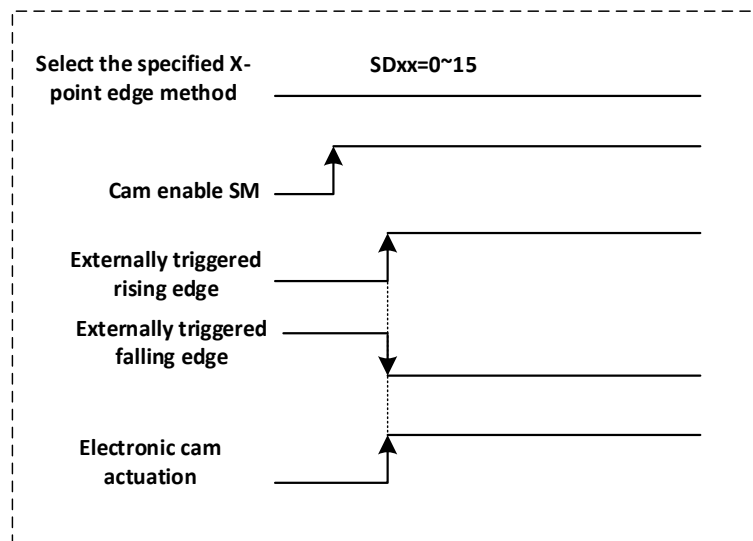 Select the specified X-
point edge method
SDxx=0~15
Cam enable SM
Externally triggered
rising edge
Externally triggered
falling edge
Electronic cam
actuation